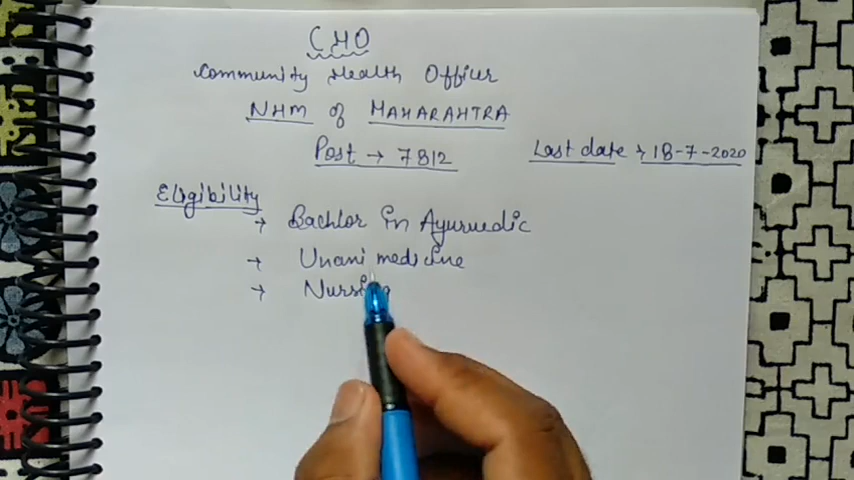 CHO
Community Health Officer
NHM of MAHARAHTRA
Post → 7812 Last date → 18-7-2020
Eligibility
→ Bachlor in Ayurvedic
→ Unani medicine
→